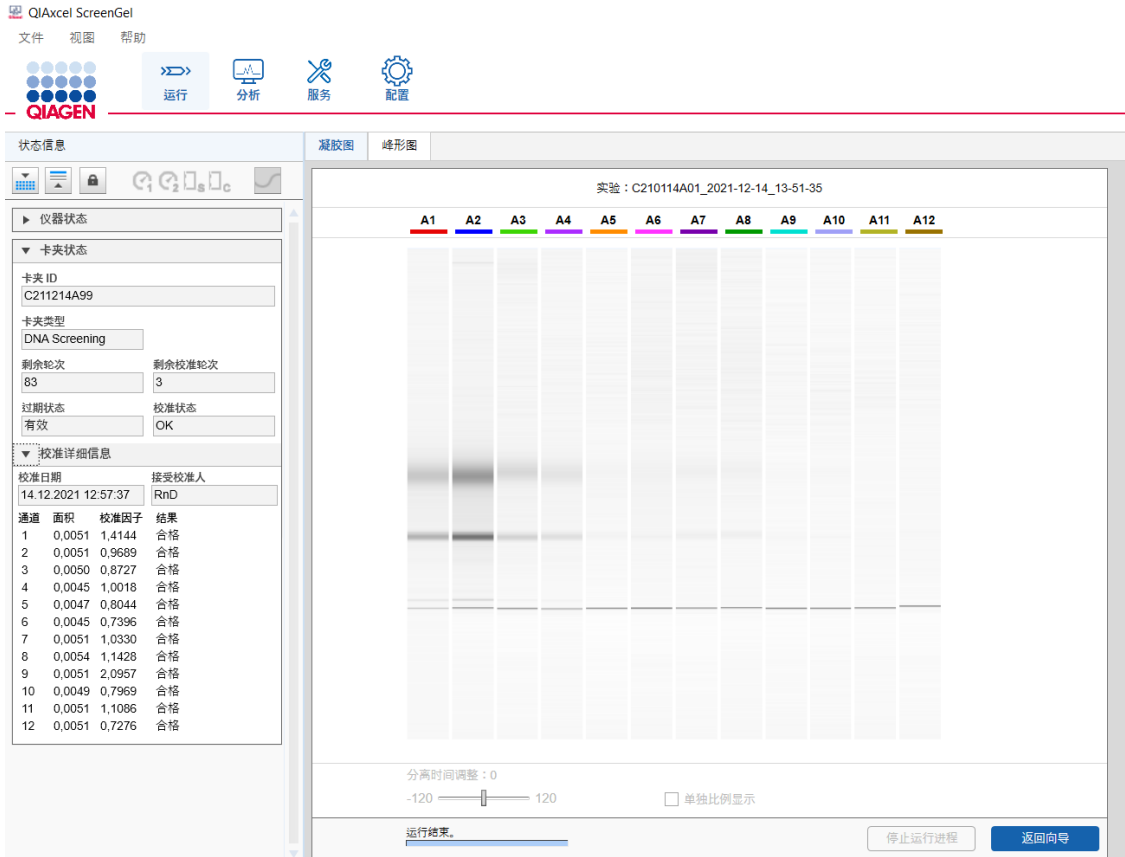 QIAxcel ScreenGel
文件 视图 帮助
QIAGEN
运行 分析 服务 配置
状态信息
凝胶图 峰形图
1 2 S C
仪器状态
卡夹状态
卡夹 ID
C211214A99
卡夹类型
DNA Screening
剩余轮次 剩余校准轮次
83 3
过期状态 校准状态
有效 OK
校准详细信息
校准日期 接受校准人
14.12.2021 12:57:37 RnD
通道 面积 校准因子 结果
1 0,0051 1,4144 合格
2 0,0051 0,9689 合格
3 0,0050 0,8727 合格
4 0,0045 1,0018 合格
5 0,0047 0,8044 合格
6 0,0045 0,7396 合格
7 0,0051 1,0330 合格
8 0,0054 1,1428 合格
9 0,0051 2,0957 合格
10 0,0049 0,7969 合格
11 0,0051 1,1086 合格
12 0,0051 0,7276 合格
实验：C210114A01_2021-12-14_13-51-35
A1 A2 A3 A4 A5 A6 A7 A8 A9 A10 A11 A12
分离时间调整：0
-120 120 单独比例显示
运行结束。
停止运行进程 返回向导